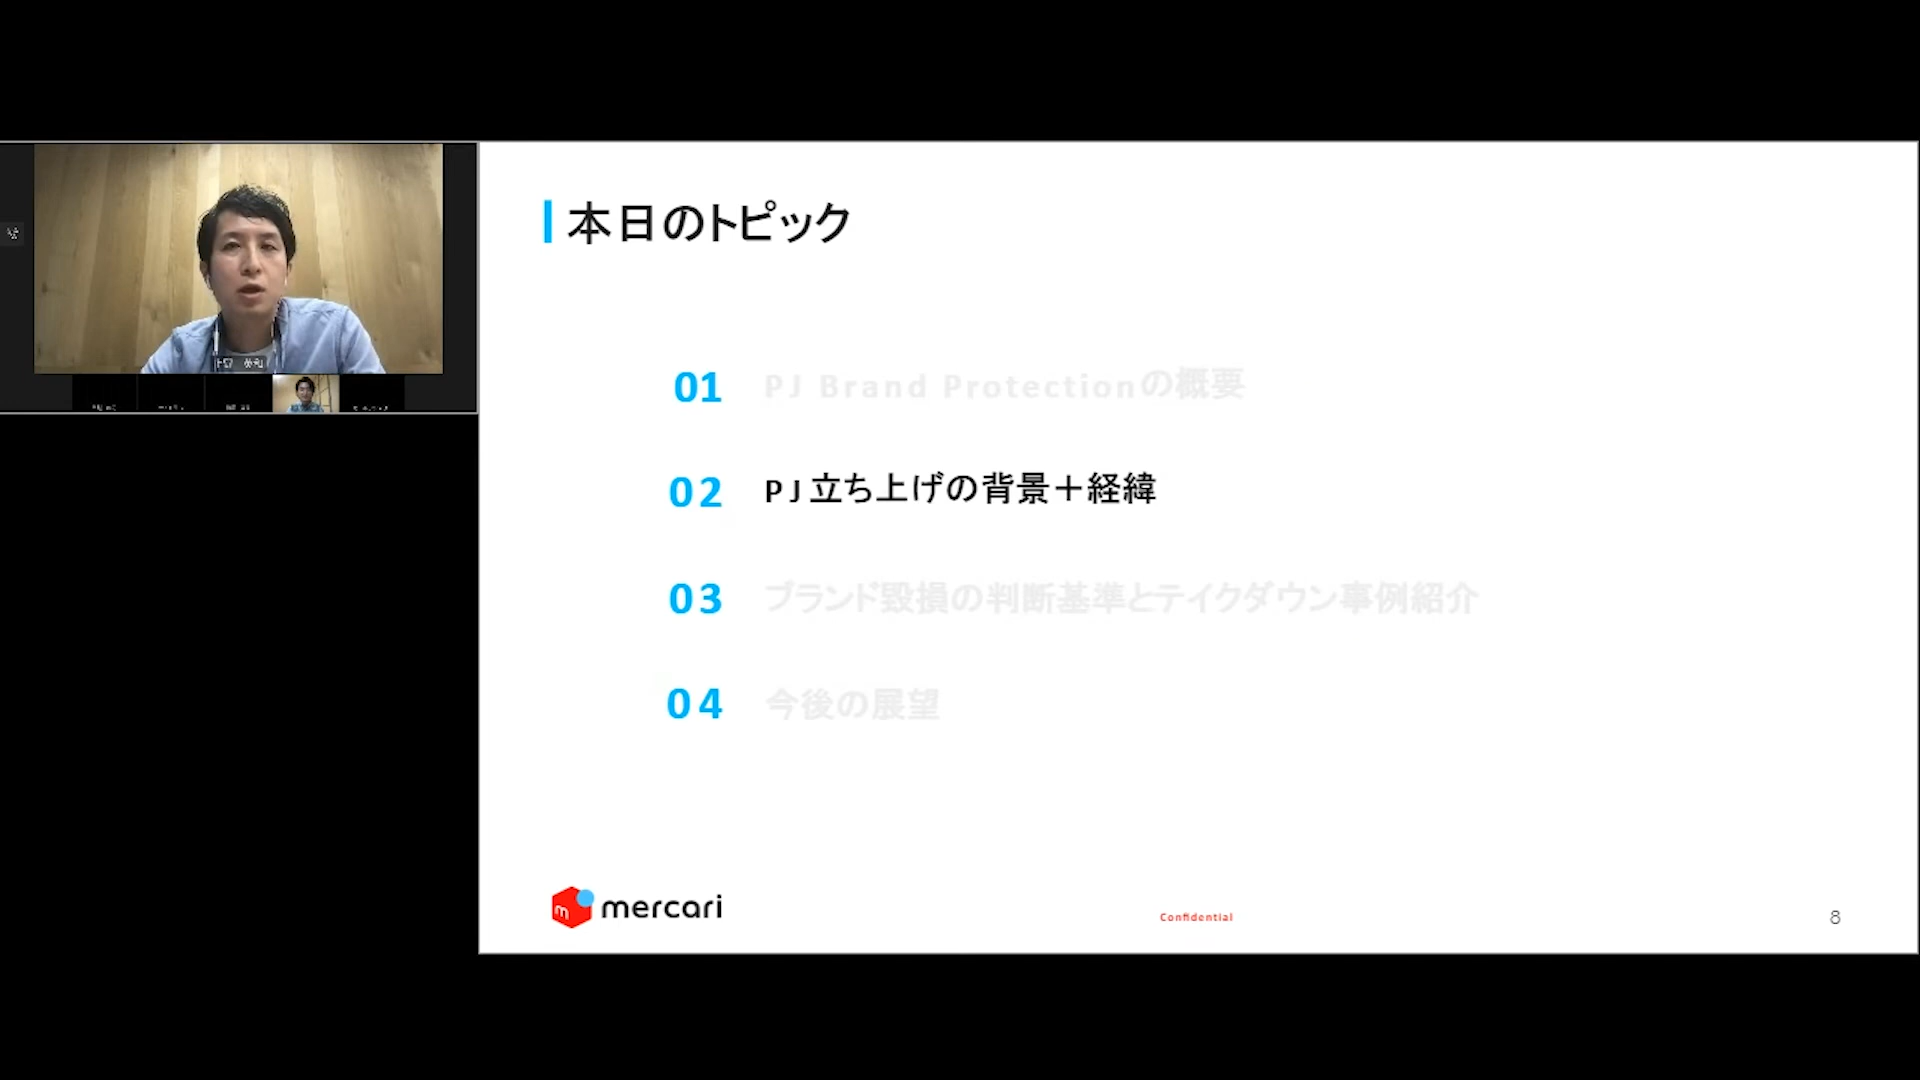 本日のトピック
01 PJ Brand Protectionの概要
02 PJ立ち上げの背景＋経緯
03 ブランド毀損の判断基準とテイクダウン事例紹介
04 今後の展望
mercari
Confidential
8